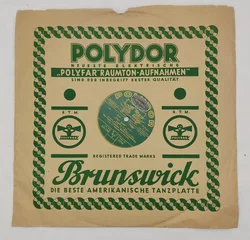 POLYDOR
NEUESTE ELEKTRISCHE
„POLYFAR" RAUMTON-AUFNAHMEN"
SIND DER INBEGRIFF BESTER QUALITÄT
R.T.M. R.T.M.
REGISTERED TRADE MARKS
Brunswick
DIE BESTE AMERIKANISCHE TANZPLATTE